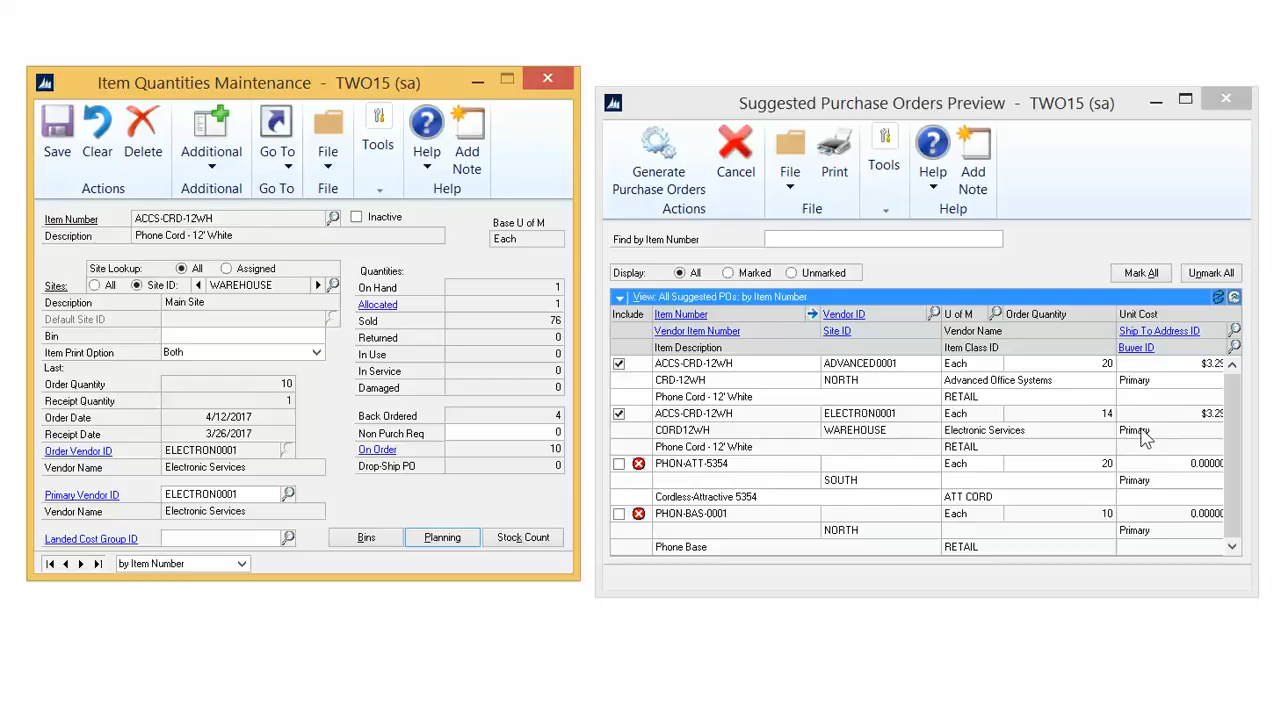 Item Quantities Maintenance - TWO15 (sa)
Save Clear Delete Additional Go To File Tools Help Add Note
Actions Additional Go To File Help
Item Number ACCS-CRD-12WH Inactive
Description Phone Cord - 12' White
Base U of M
Each
Site Lookup: All Assigned
Sites: All Site ID: WAREHOUSE
Description Main Site
Default Site ID
Bin
Item Print Option Both
Last:
Order Quantity 10
Receipt Quantity 1
Order Date 4/12/2017
Receipt Date 3/26/2017
Order Vendor ID ELECTRON0001
Vendor Name Electronic Services
Primary Vendor ID ELECTRON0001
Vendor Name Electronic Services
Landed Cost Group ID
Quantities:
On Hand 1
Allocated 1
Sold 76
Returned 0
In Use 0
In Service 0
Damaged 0
Back Ordered 4
Non Purch Req 0
On Order 10
Drop-Ship PO 0
Bins Planning Stock Count
by Item Number
Suggested Purchase Orders Preview - TWO15 (sa)
Generate Purchase Orders Cancel File Print Tools Help Add Note
Actions File Help
Find by Item Number
Display: All Marked Unmarked Mark All Unmark All
View: All Suggested POs; by Item Number
Include Item Number Vendor ID U of M Order Quantity Unit Cost
Vendor Item Number Site ID Vendor Name Ship To Address ID
Item Description Item Class ID Buyer ID
ACCS-CRD-12WH ADVANCED0001 Each 20 $3.29
CRD-12WH NORTH Advanced Office Systems Primary
Phone Cord - 12' White RETAIL
ACCS-CRD-12WH ELECTRON0001 Each 14 $3.29
CORD12WH WAREHOUSE Electronic Services Primary
Phone Cord - 12' White RETAIL
PHON-ATT-5354 Each 20 0.00000
SOUTH Primary
Cordless-Attractive 5354 ATT CORD
PHON-BAS-0001 Each 10 0.00000
NORTH Primary
Phone Base RETAIL